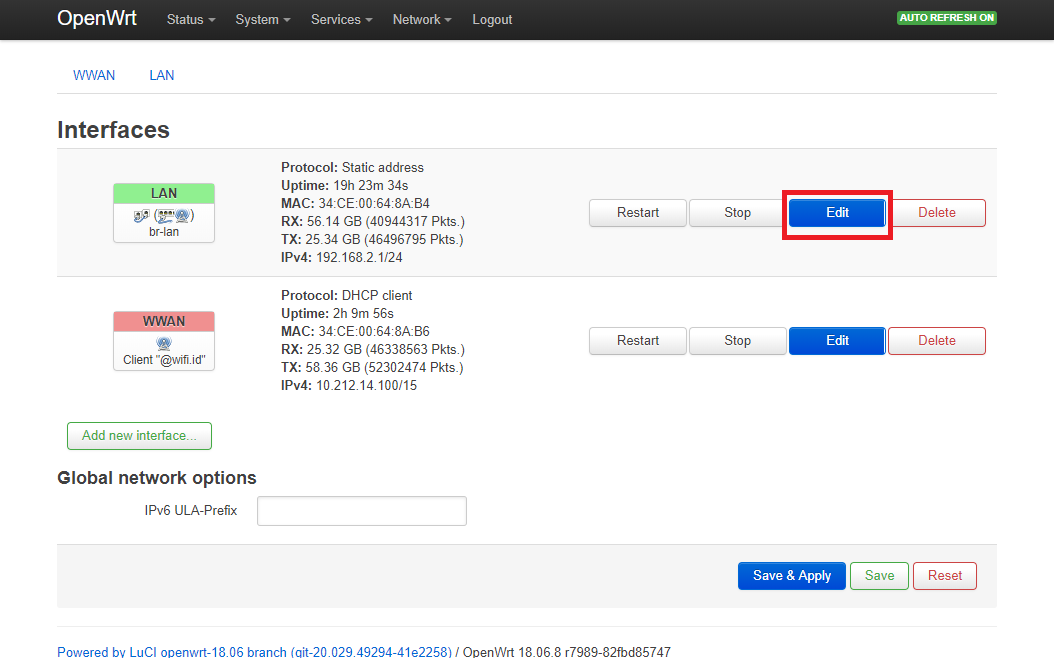 OpenWrt Status System Services Network Logout AUTO REFRESH ON
WWAN LAN
Interfaces
LAN
br-lan
Protocol: Static address
Uptime: 19h 23m 34s
MAC: 34:CE:00:64:8A:B4
RX: 56.14 GB (40944317 Pkts.)
TX: 25.34 GB (46496795 Pkts.)
IPv4: 192.168.2.1/24
Restart Stop Edit Delete
WWAN
Client "@wifi.id"
Protocol: DHCP client
Uptime: 2h 9m 56s
MAC: 34:CE:00:64:8A:B6
RX: 25.32 GB (46338563 Pkts.)
TX: 58.36 GB (52302474 Pkts.)
IPv4: 10.212.14.100/15
Restart Stop Edit Delete
Add new interface...
Global network options
IPv6 ULA-Prefix
Save & Apply Save Reset
Powered by LuCI openwrt-18.06 branch (git-20.029.49294-41e2258) / OpenWrt 18.06.8 r7989-82fbd85747